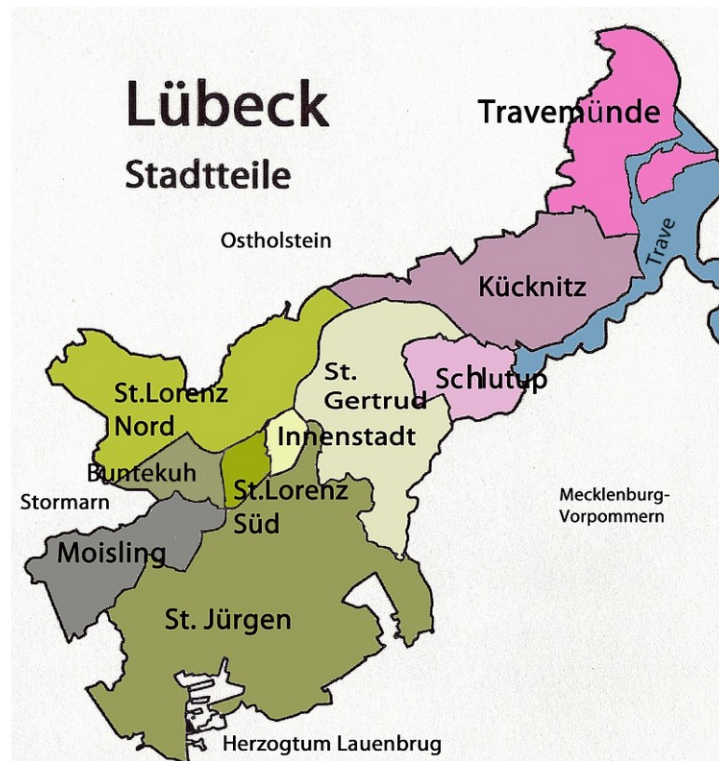 Lübeck
Stadtteile
Travemünde
Ostholstein
Trave
Kücknitz
St.
Gertrud
Schlutup
St.Lorenz
Nord
Innenstadt
Buntekuh
St.Lorenz
Süd
Stormarn
Mecklenburg-
Vorpommern
Moisling
St. Jürgen
Herzogtum Lauenbrug